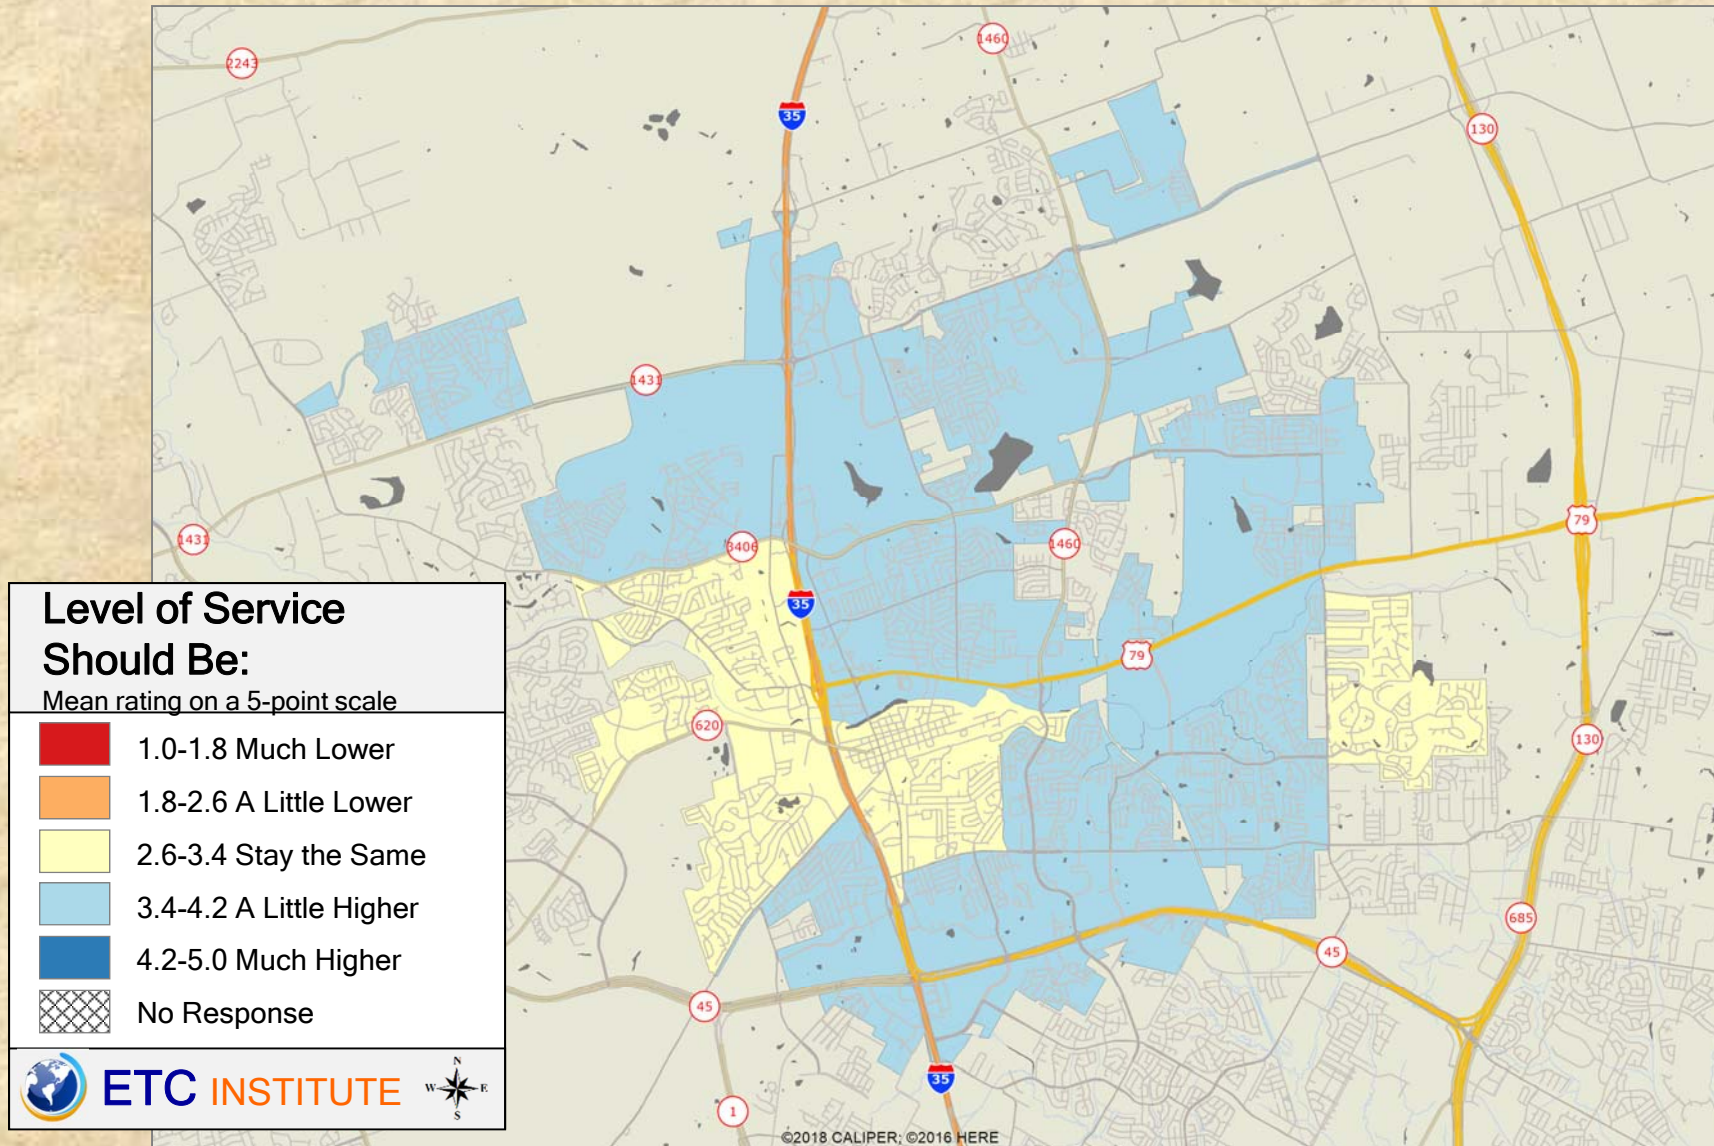 2243
1460
35
130
1431
1431
3406
1460
79
35
79
620
130
685
45
45
35
1
Level of Service
Should Be:
Mean rating on a 5-point scale
1.0-1.8 Much Lower
1.8-2.6 A Little Lower
2.6-3.4 Stay the Same
3.4-4.2 A Little Higher
4.2-5.0 Much Higher
No Response
ETC INSTITUTE
N
W E
S
©2018 CALIPER; ©2016 HERE